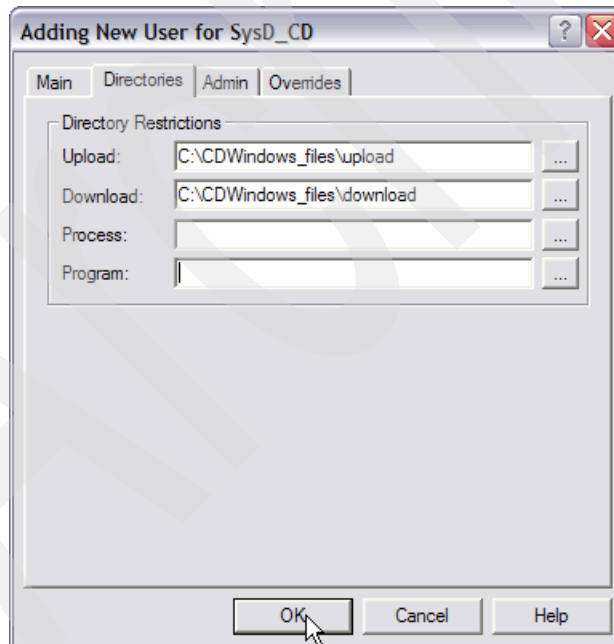 Adding New User for SysD_CD
Main Directories Admin Overrides
Directory Restrictions
Upload: C:\CDWindows_files\upload ...
Download: C:\CDWindows_files\download ...
Process: ...
Program: ...
OK Cancel Help